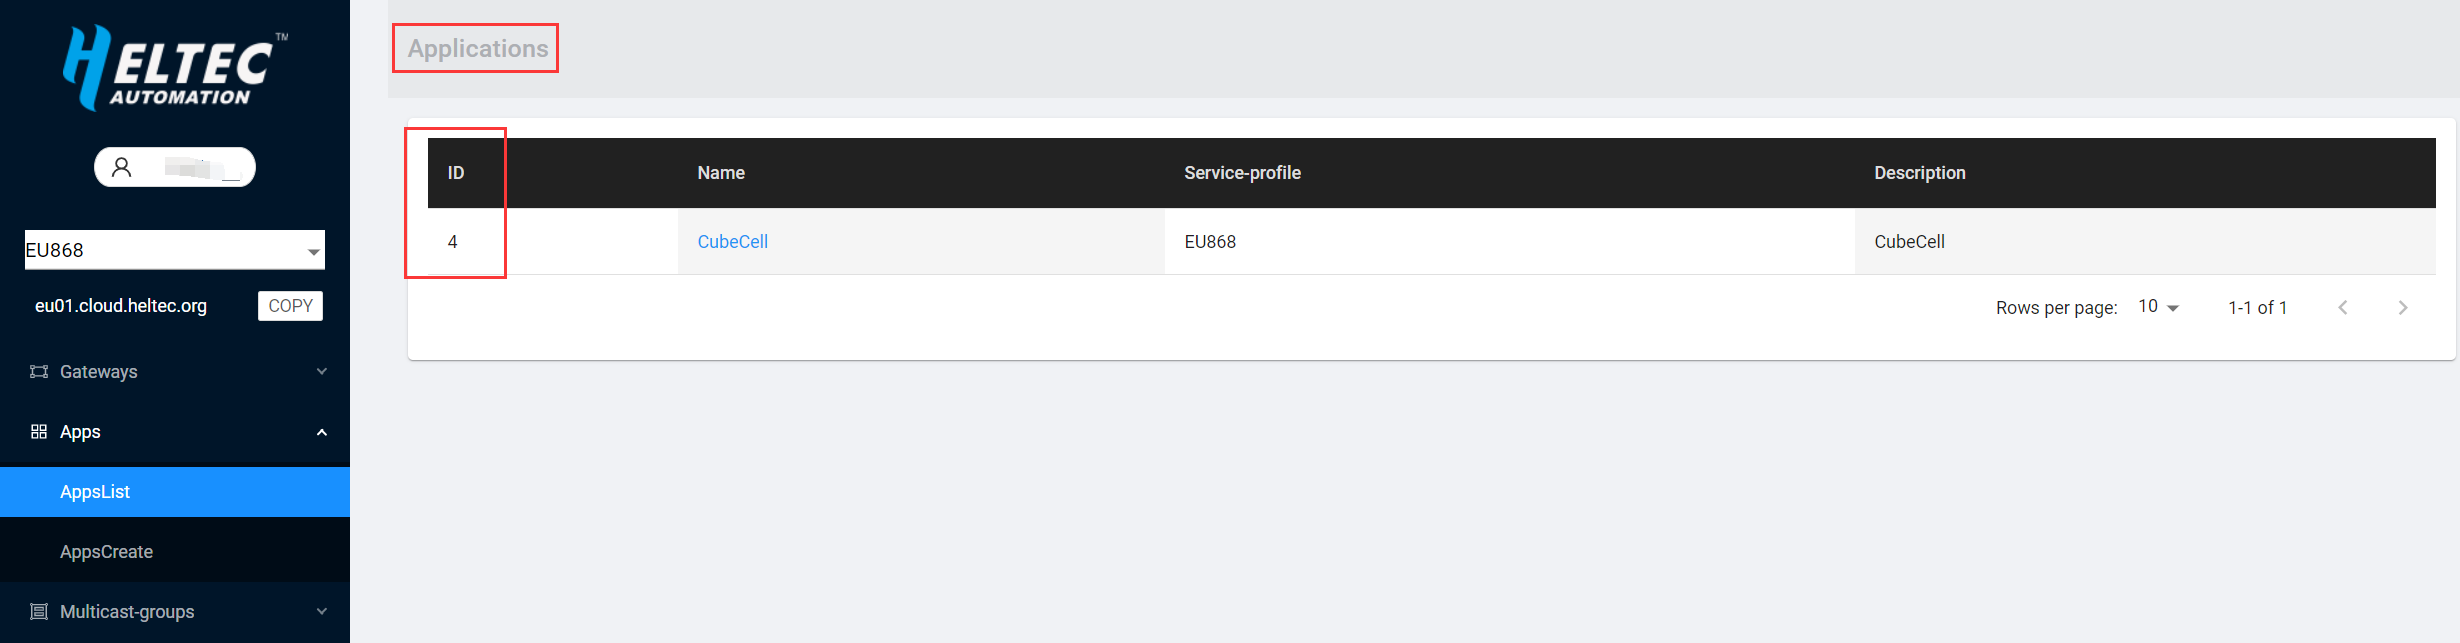 HELTEC™
AUTOMATION
EU868
eu01.cloud.heltec.org COPY
Gateways
Apps
AppsList
AppsCreate
Multicast-groups
Applications
ID Name Service-profile Description
4 CubeCell EU868 CubeCell
Rows per page: 10 1-1 of 1